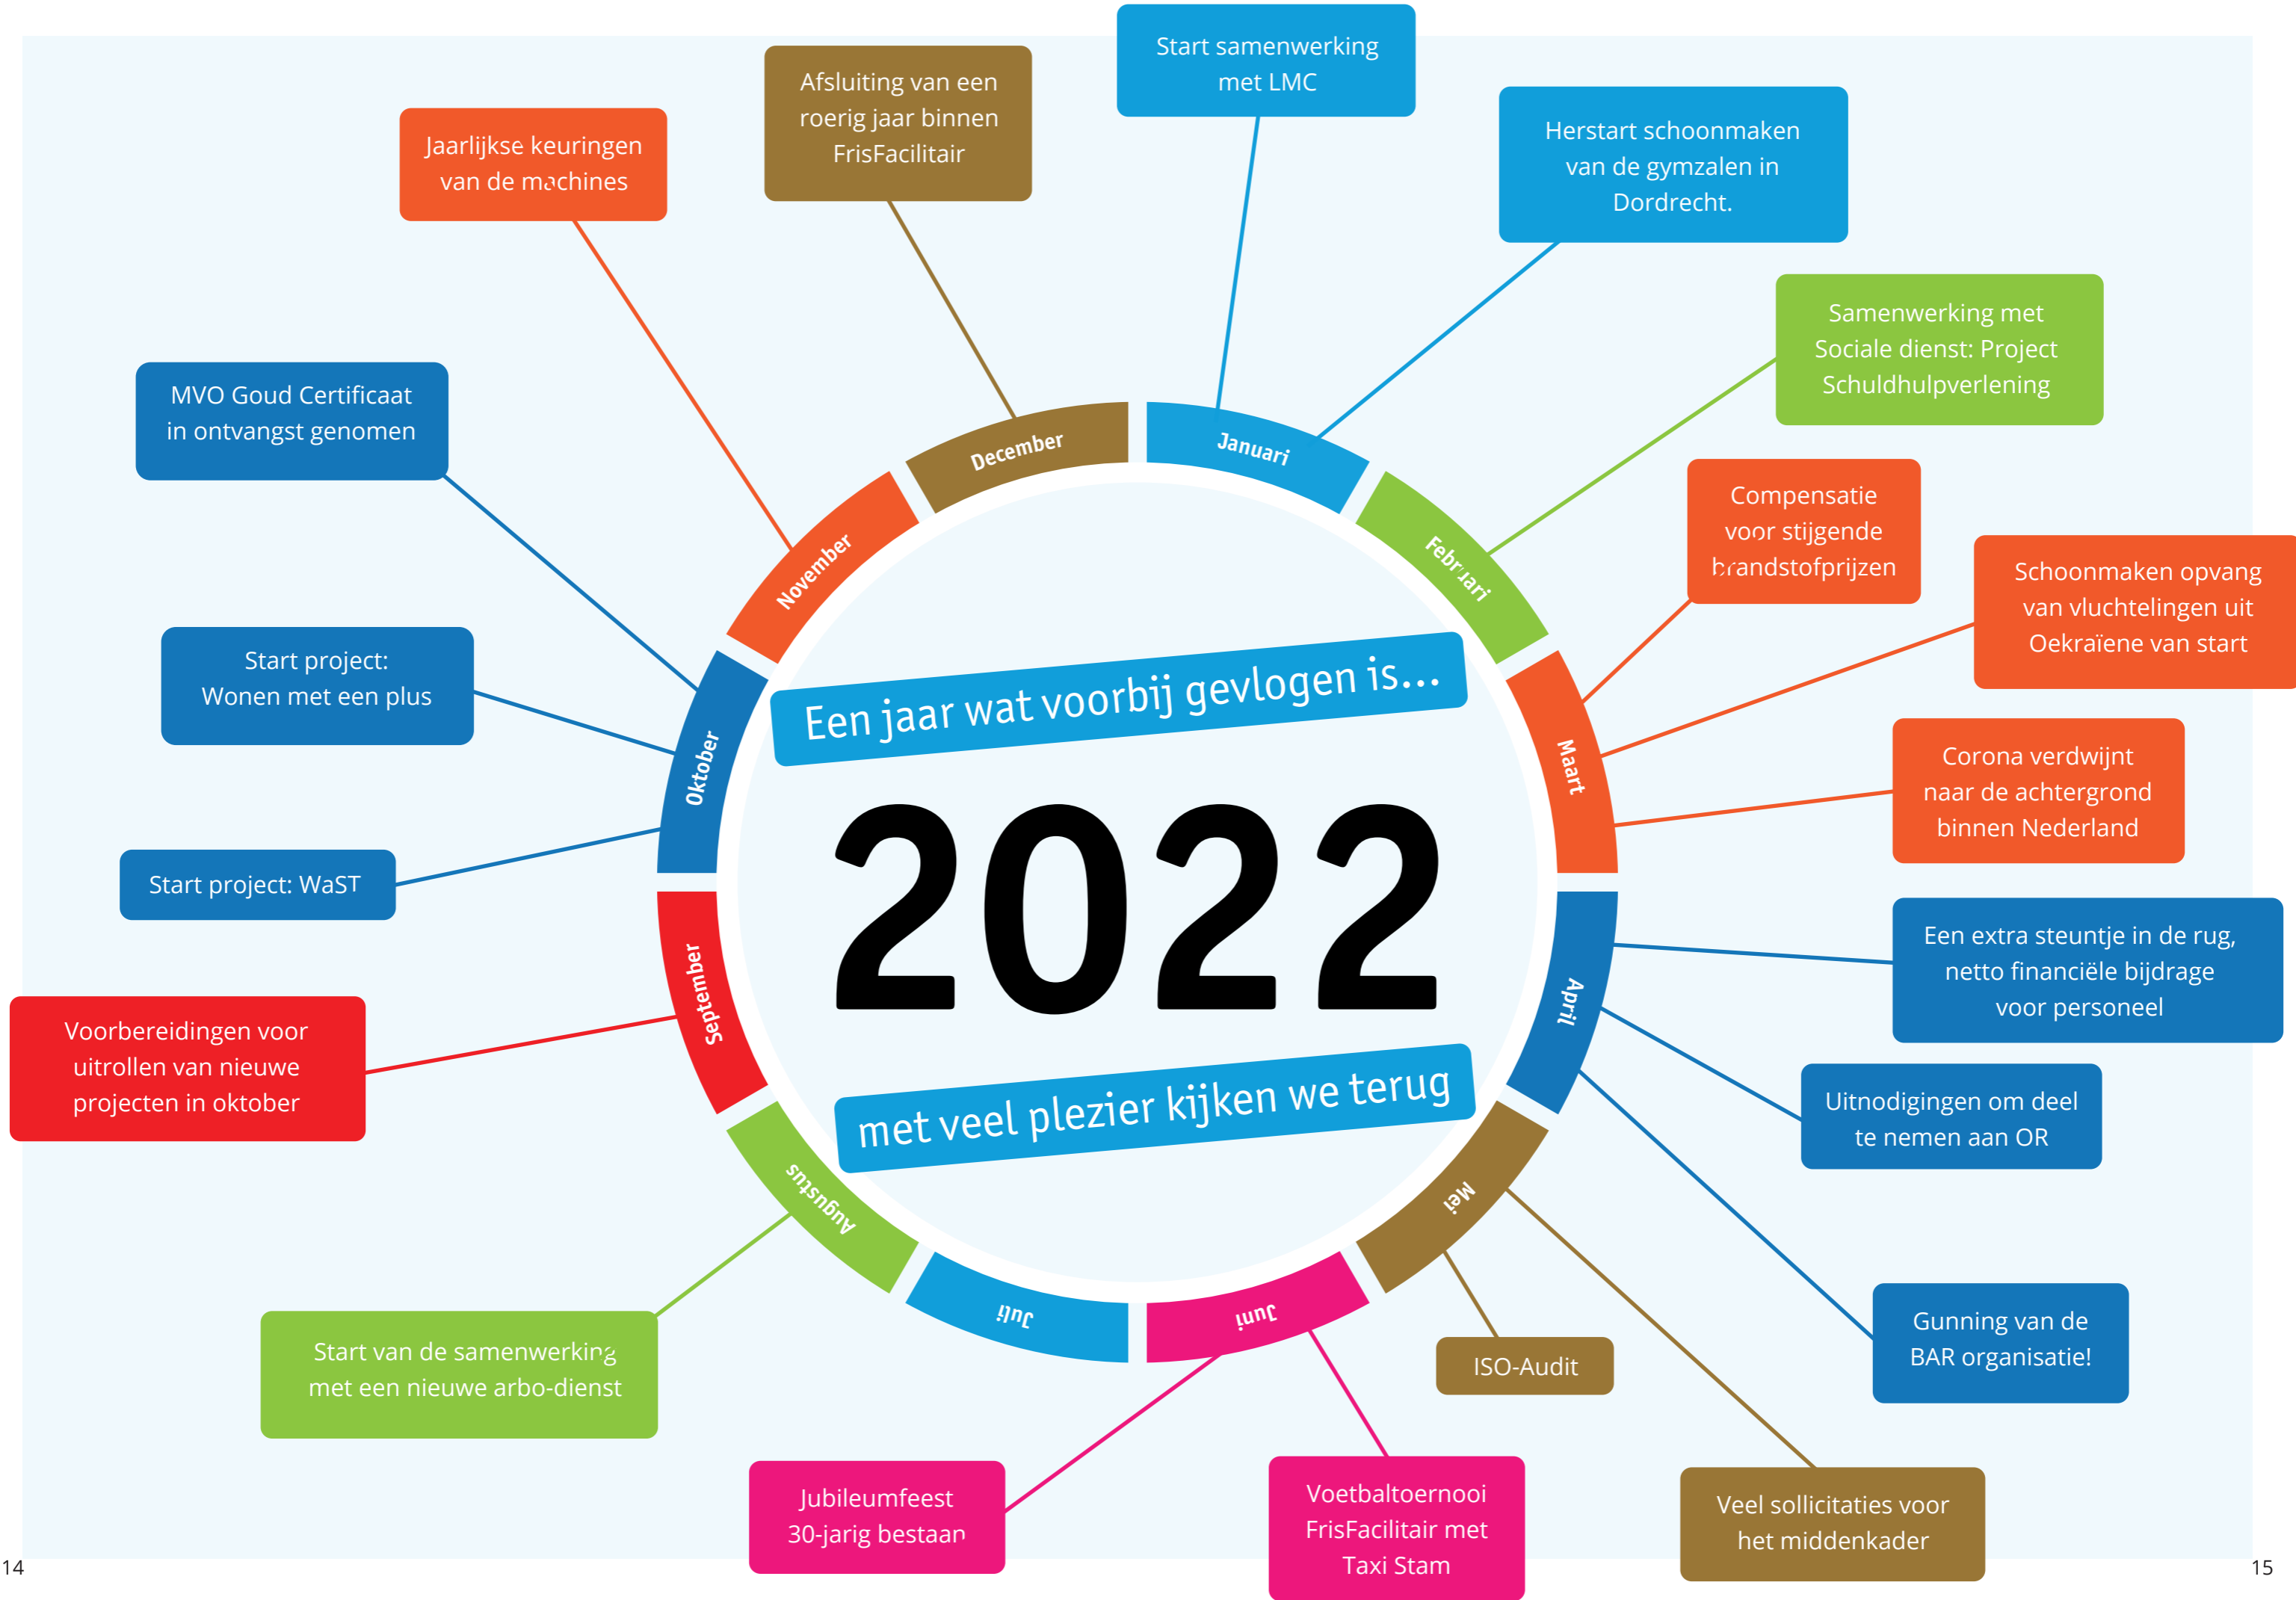 Start samenwerking
met LMC
Herstart schoonmaken
van de gymzalen in
Dordrecht.
Januari
Samenwerking met
Sociale dienst: Project
Schuldhulpverlening
Februari
Compensatie
voor stijgende
brandstofprijzen
Schoonmaken opvang
van vluchtelingen uit
Oekraïene van start
Corona verdwijnt
naar de achtergrond
binnen Nederland
Maart
Een extra steuntje in de rug,
netto financiële bijdrage
voor personeel
Uitnodigingen om deel
te nemen aan OR
Gunning van de
BAR organisatie!
April
Veel sollicitaties voor
het middenkader
ISO-Audit
Mei
Voetbaltoernooi
FrisFacilitair met
Taxi Stam
Jubileumfeest
30-jarig bestaan
Juni
Juli
Start van de samenwerking
met een nieuwe arbo-dienst
Augustus
Voorbereidingen voor
uitrollen van nieuwe
projecten in oktober
September
Start project: WaST
Start project:
Wonen met een plus
MVO Goud Certificaat
in ontvangst genomen
Oktober
Jaarlijkse keuringen
van de machines
November
Afsluiting van een
roerig jaar binnen
FrisFacilitair
December
Een jaar wat voorbij gevlogen is...
2022
met veel plezier kijken we terug
14
15